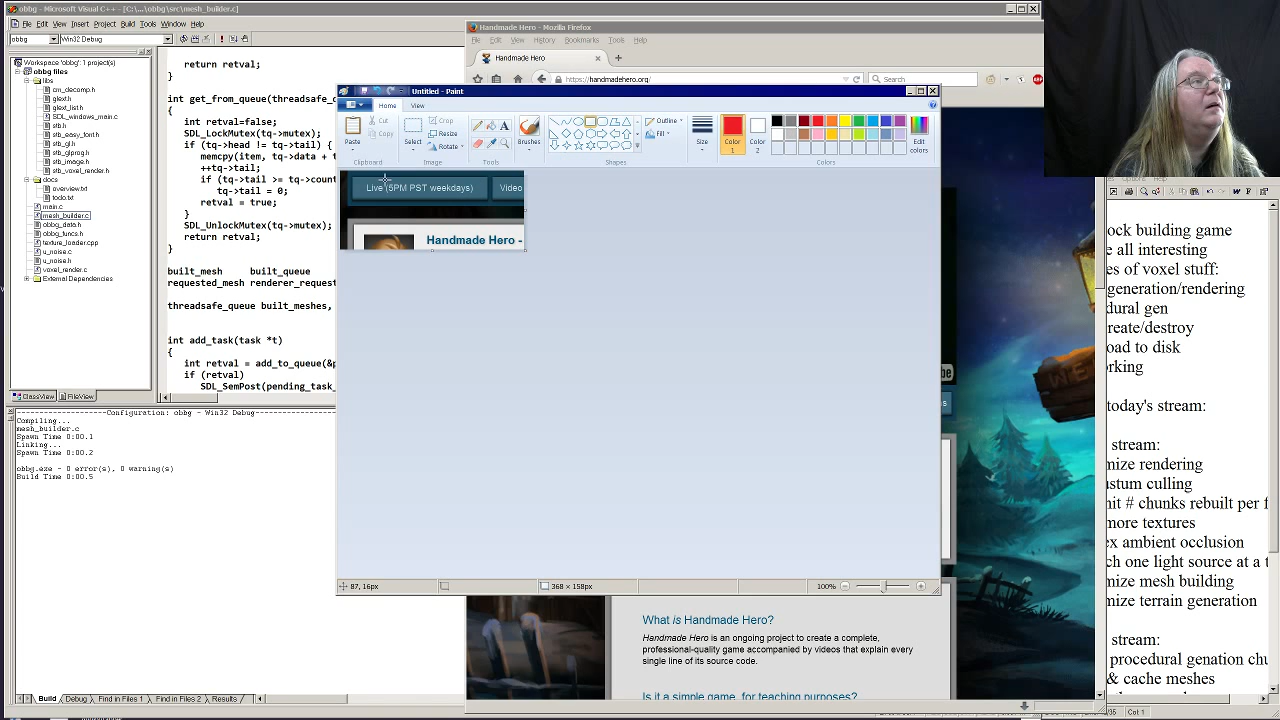 obbg - Microsoft Visual C++ - [C:\...\obbg\src\mesh_builder.c]
File Edit View Insert Project Build Tools Window Help
obbg
Win32 Debug
Workspace 'obbg': 1 project(s)
obbg files
libs
cm_decomp.h
glext.h
glext_list.h
SDL_windows_main.c
stb.h
stb_easy_font.h
stb_gl.h
stb_glprog.h
stb_image.h
stb_voxel_render.h
docs
overview.txt
todo.txt
main.c
mesh_builder.c
obbg_data.h
obbg_funcs.h
texture_loader.cpp
u_noise.c
u_noise.h
voxel_render.c
External Dependencies
ClassView
FileView
return retval;
}
int get_from_queue(threadsafe_
{
int retval=false;
SDL_LockMutex(tq->mutex);
if (tq->head != tq->tail) {
memcpy(item, tq->data + t
++tq->tail;
if (tq->tail >= tq->count
tq->tail = 0;
retval = true;
}
SDL_UnlockMutex(tq->mutex);
return retval;
}
built_mesh built_queue
requested_mesh renderer_request
threadsafe_queue built_meshes,
int add_task(task *t)
{
int retval = add_to_queue(&p
if (retval)
SDL_SemPost(pending_task_
--------------------Configuration: obbg - Win32 Debug--------------------
Compiling...
mesh_builder.c
Spawn Time 0:00.1
Linking...
Spawn Time 0:00.2
obbg.exe - 0 error(s), 0 warning(s)
Build Time 0:00.5
Build
Debug
Find in Files 1
Find in Files 2
Results
Handmade Hero - Mozilla Firefox
File Edit View History Bookmarks Tools Help
Handmade Hero
https://handmadehero.org/
Search
ABP
Untitled - Paint
Home
View
Paste
Cut
Copy
Clipboard
Select
Crop
Resize
Rotate
Image
Tools
Brushes
Shapes
Outline
Fill
Size
Color 1
Color 2
Edit colors
Colors
Live (5PM PST weekdays)
Video
Handmade Hero -
87, 16px
368 × 158px
100%
What is Handmade Hero?
Handmade Hero is an ongoing project to create a complete,
professional-quality game accompanied by videos that explain every
single line of its source code.
Is it a simple game, for teaching purposes?
ock building game
e all interesting
es of voxel stuff:
generation/rendering
dural gen
reate/destroy
oad to disk
rking
today's stream:
stream:
mize rendering
ustum culling
nit # chunks rebuilt per f
more textures
ex ambient occlusion
ch one light source at a t
mize mesh building
mize terrain generation
stream:
procedural genation chu
& cache meshes
Col 1